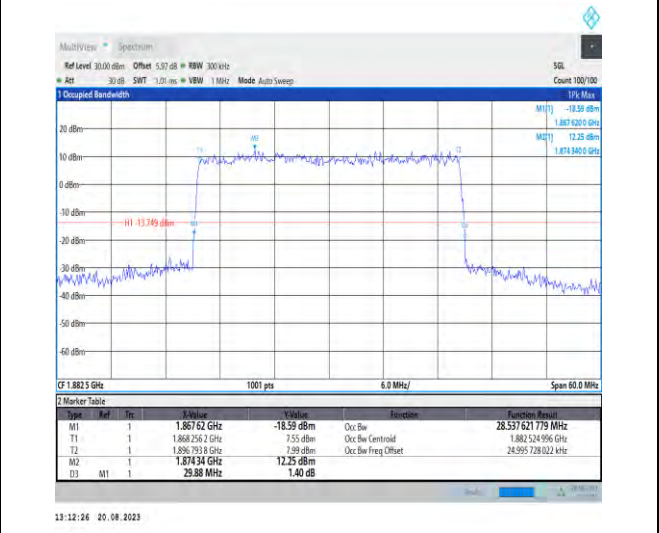 MultiView Spectrum
Ref Level 30.00 dBm Offset 5.97 dB RBW 300 kHz SGL
Att 30 dB SWT 1.01 ms VBW 1 MHz Mode Auto Sweep Count 100/100
1 Occupied Bandwidth 1Pk Max
M1[1] -18.59 dBm
1.867 620 0 GHz
M2[1] 12.25 dBm
1.874 340 0 GHz
20 dBm
M2
T1
10 dBm
0 dBm
-10 dBm
H1 -13.749 dBm
-20 dBm
-30 dBm
-40 dBm
-50 dBm
-60 dBm
CF 1.882 5 GHz 1001 pts 6.0 MHz/ Span 60.0 MHz
2 Marker Table
Type Ref Trc X-Value Y-Value Function Function Result
M1 1 1.867 62 GHz -18.59 dBm Occ Bw 28.537 621 779 MHz
T1 1 1.868 256 2 GHz 7.55 dBm Occ Bw Centroid 1.882 524 996 GHz
T2 1 1.896 793 8 GHz 7.99 dBm Occ Bw Freq Offset 24.995 728 022 kHz
M2 1 1.874 34 GHz 12.25 dBm
D3 M1 1 29.88 MHz 1.40 dB
13:12:26 20.08.2023